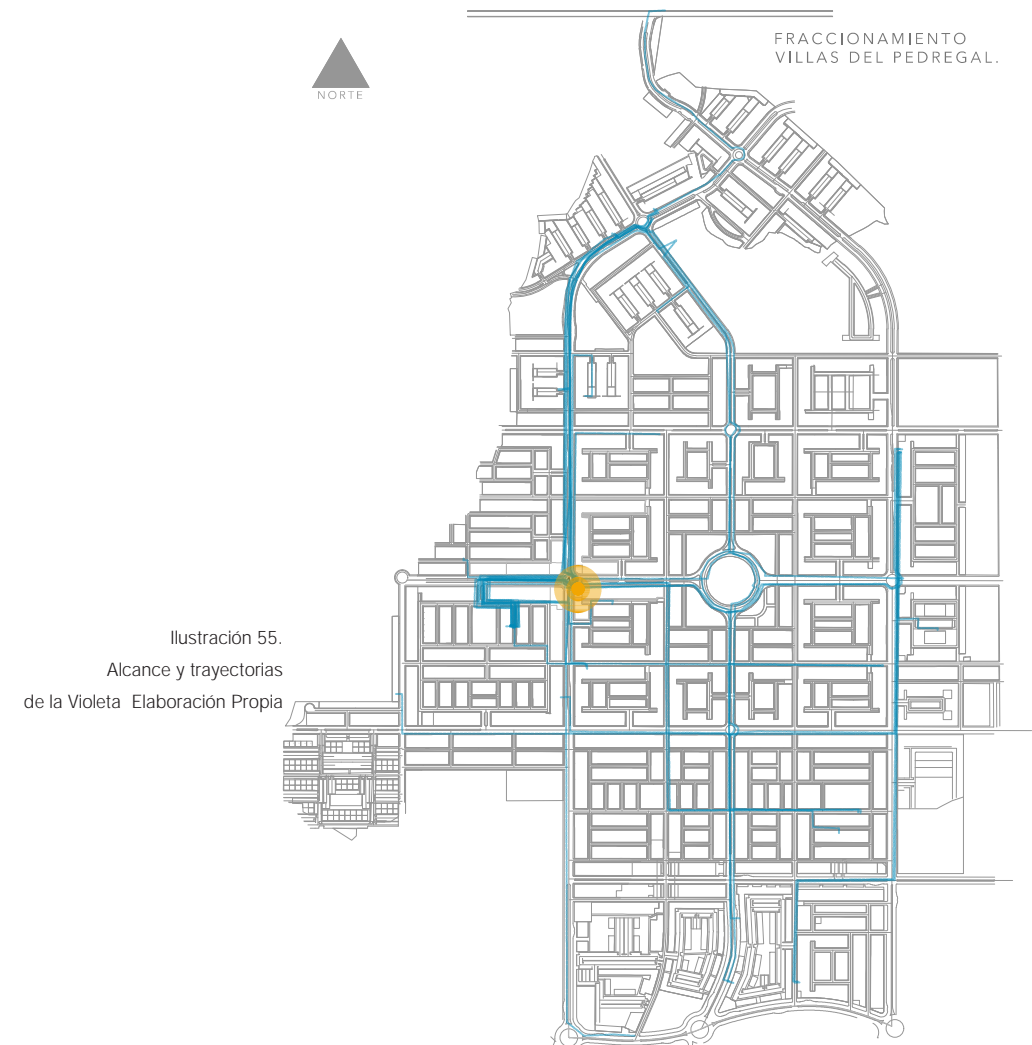 FRACCIONAMIENTO
VILLAS DEL PEDREGAL.
NORTE
Ilustración 55.
Alcance y trayectorias
de la Violeta Elaboración Propia